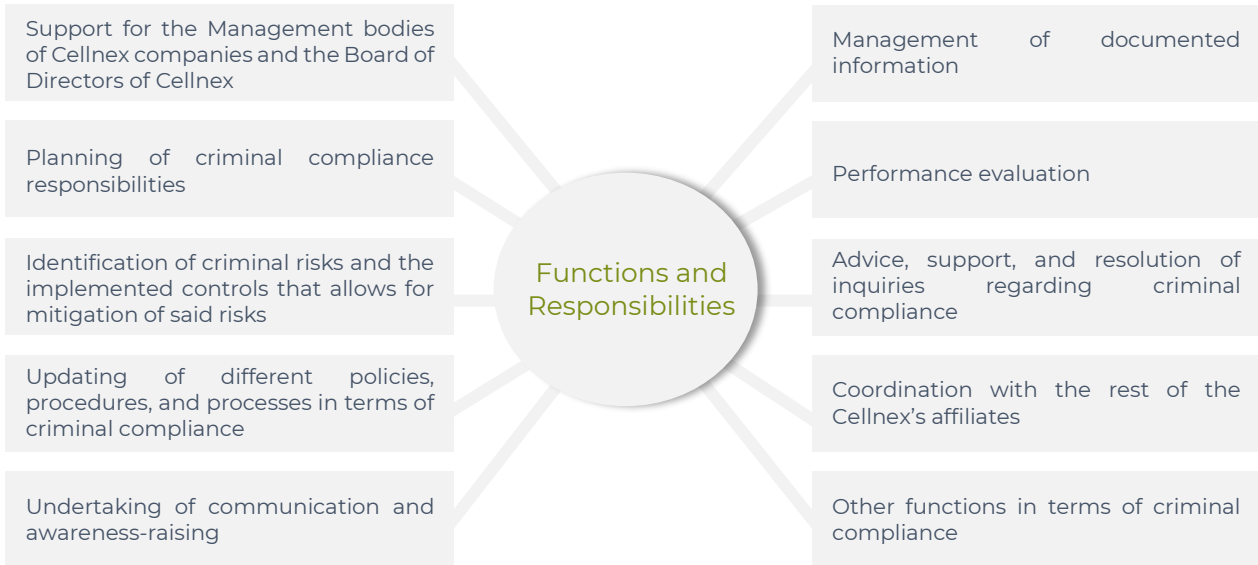 Support for the Management bodies
of Cellnex companies and the Board of
Directors of Cellnex
Planning of criminal compliance
responsibilities
Identification of criminal risks and the
implemented controls that allows for
mitigation of said risks
Updating of different policies,
procedures, and processes in terms of
criminal compliance
Undertaking of communication and
awareness-raising
Functions and
Responsibilities
Management of documented
information
Performance evaluation
Advice, support, and resolution of
inquiries regarding criminal
compliance
Coordination with the rest of the
Cellnex’s affiliates
Other functions in terms of criminal
compliance